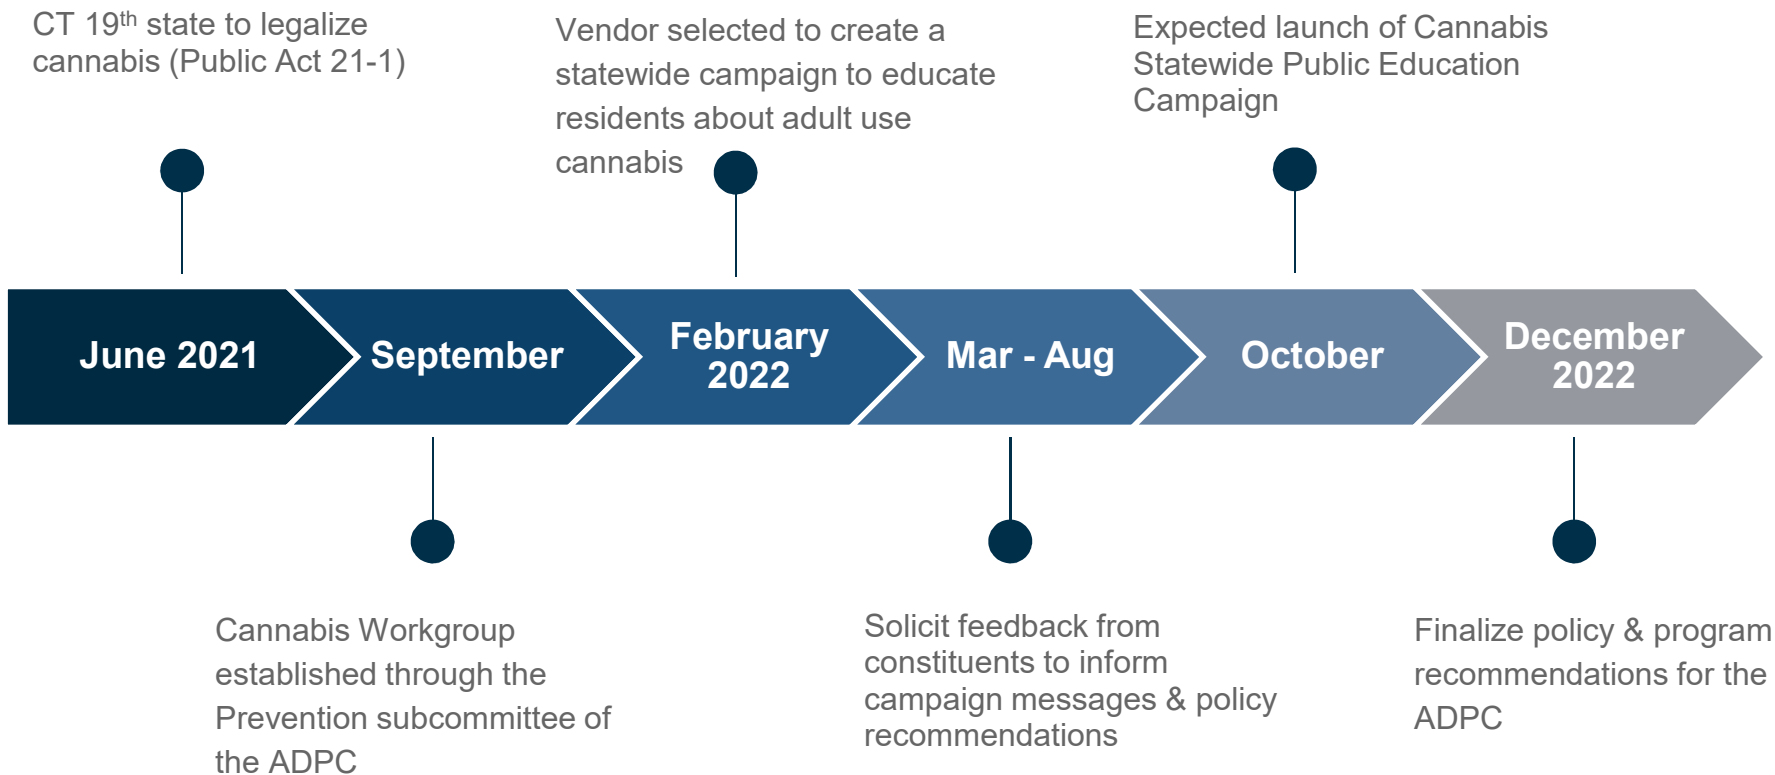 CT 19th state to legalize
cannabis (Public Act 21-1)
Vendor selected to create a
statewide campaign to educate
residents about adult use
cannabis
Expected launch of Cannabis
Statewide Public Education
Campaign
June 2021
September
February
2022
Mar - Aug
October
December
2022
Cannabis Workgroup
established through the
Prevention subcommittee of
the ADPC
Solicit feedback from
constituents to inform
campaign messages & policy
recommendations
Finalize policy & program
recommendations for the
ADPC